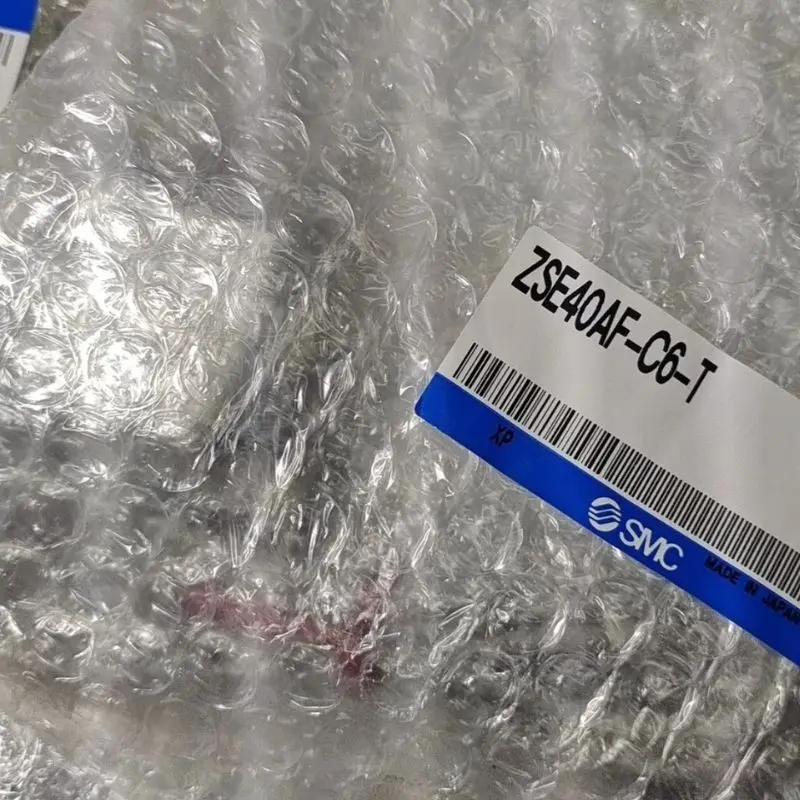 ZSE40AF-C6-T
XP
SMC
MADE IN JAPAN